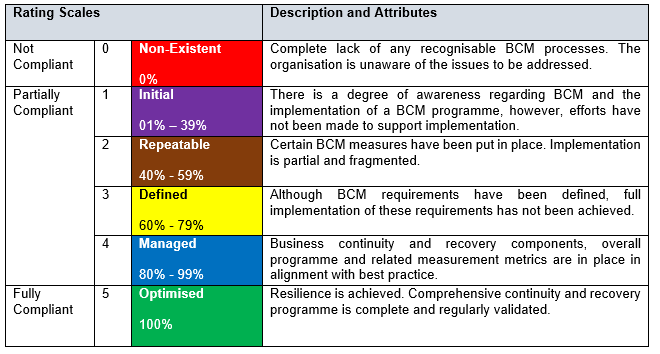 Rating Scales Description and Attributes
Not Compliant 0 Non-Existent 0% Complete lack of any recognisable BCM processes. The
organisation is unaware of the issues to be addressed.
Partially Compliant 1 Initial 01% – 39% There is a degree of awareness regarding BCM and the
implementation of a BCM programme, however, efforts have
not been made to support implementation.
2 Repeatable 40% - 59% Certain BCM measures have been put in place. Implementation
is partial and fragmented.
3 Defined 60% - 79% Although BCM requirements have been defined, full
implementation of these requirements has not been achieved.
4 Managed 80% - 99% Business continuity and recovery components, overall
programme and related measurement metrics are in place in
alignment with best practice.
Fully Compliant 5 Optimised 100% Resilience is achieved. Comprehensive continuity and recovery
programme is complete and regularly validated.